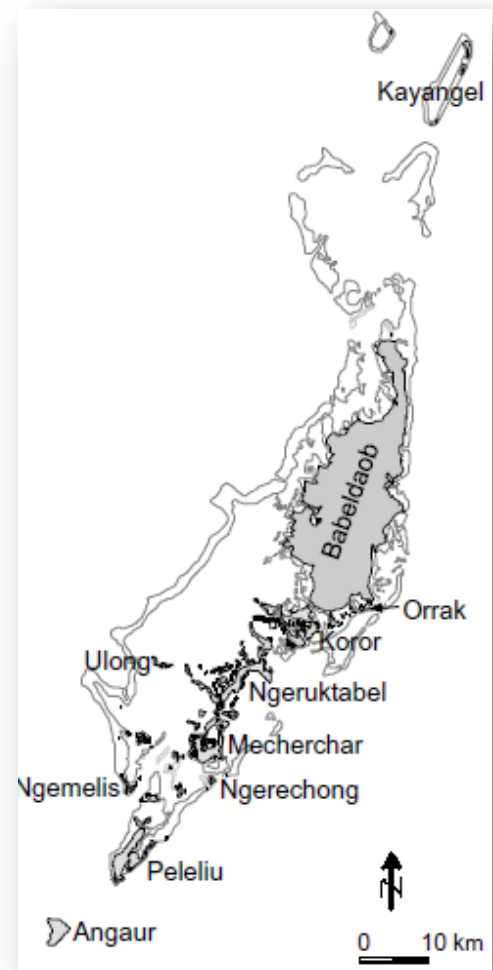 Kayangel
Babeldaob
Orrak
Koror
Ulong
Ngeruktabel
Mecherchar
Ngemelis
Ngerechong
Peleliu
N
Angaur
0 10 km